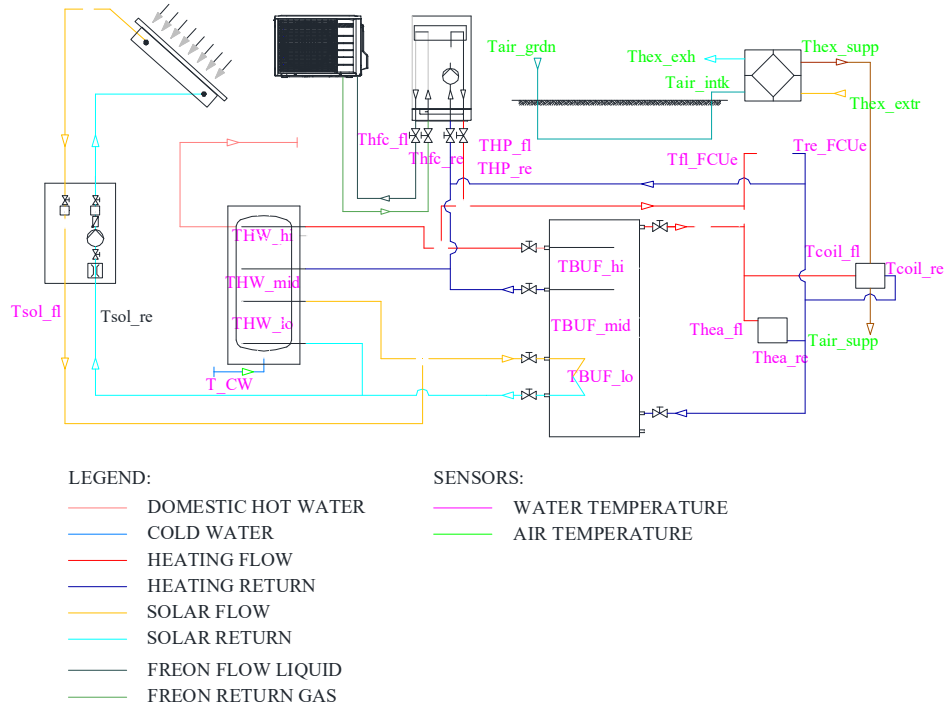 Tair_grdn
Thex_exh
Thex_supp
Tair_intk
Thex_extr
Thfc_fl
Thfc_re
THP_fl
THP_re
Tfl_FCUe
Tre_FCUe
THW_hi
THW_mid
THW_lo
TBUF_hi
TBUF_mid
TBUF_lo
Tcoil_fl
Tcoil_re
Tsol_fl
Tsol_re
Thea_fl
Thea_re
Tair_supp
T_CW
LEGEND:
DOMESTIC HOT WATER
COLD WATER
HEATING FLOW
HEATING RETURN
SOLAR FLOW
SOLAR RETURN
FREON FLOW LIQUID
FREON RETURN GAS
SENSORS:
WATER TEMPERATURE
AIR TEMPERATURE